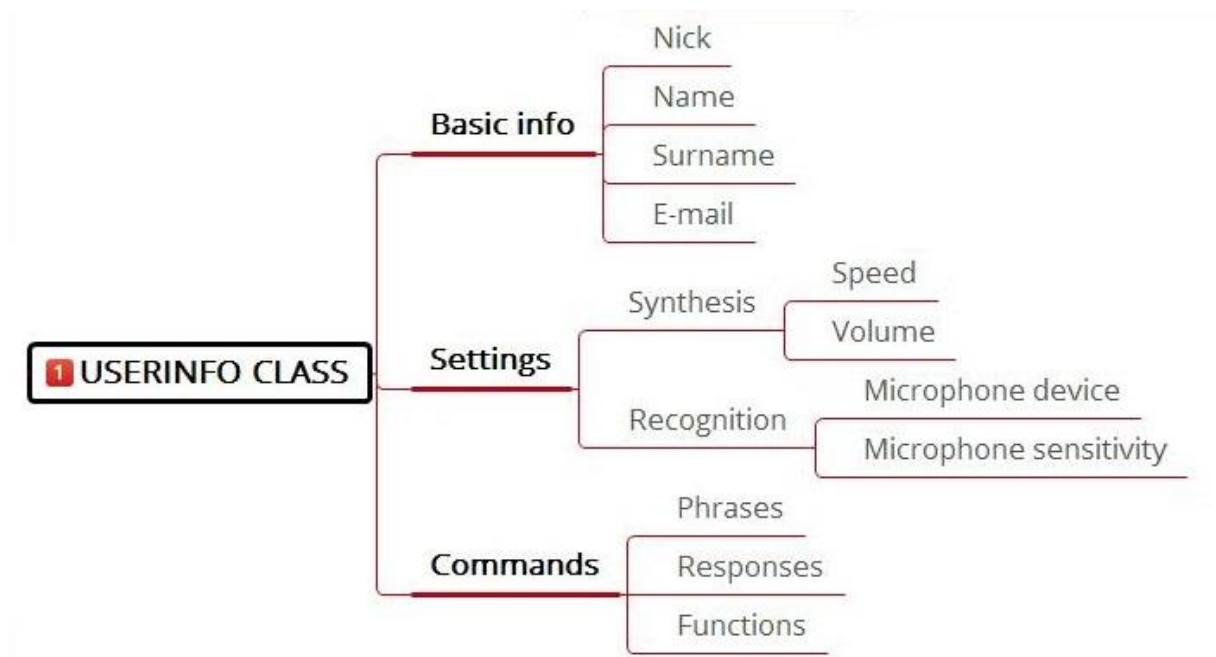 1 USERINFO CLASS
Basic info
Nick
Name
Surname
E-mail
Settings
Synthesis
Speed
Volume
Recognition
Microphone device
Microphone sensitivity
Commands
Phrases
Responses
Functions